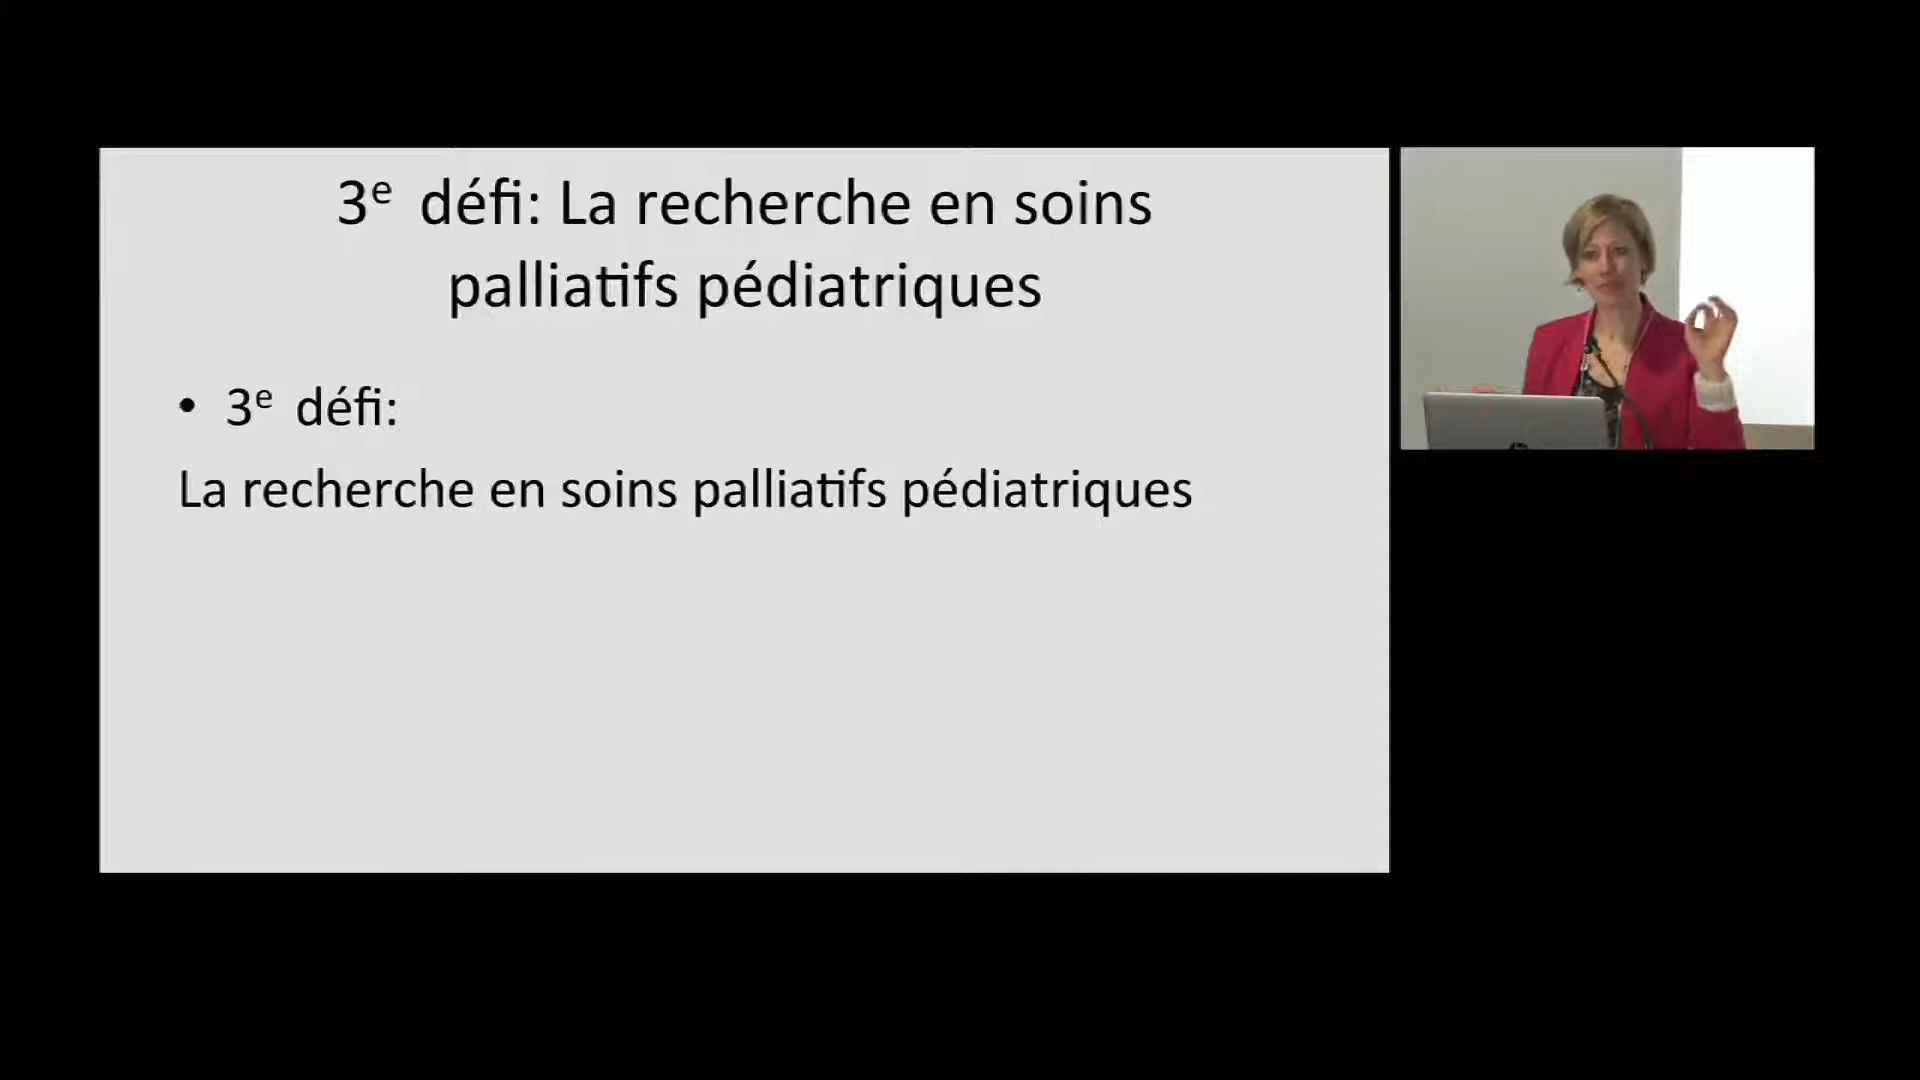 3e défi: La recherche en soins
palliatifs pédiatriques
• 3e défi:
La recherche en soins palliatifs pédiatriques